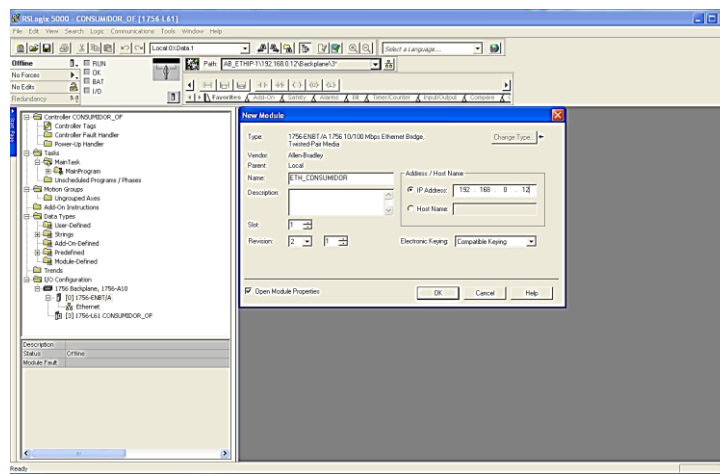 RSLogix 5000 - CONSUMIDOR_OF [1756-L61]
File Edit View Search Logic Communications Tools Window Help
Local:0:I.Data.1
Select a Language...
Offline
RUN
Path: AB_ETHIP-1\192.168.0.12\Backplane\3*
No Forces
OK
No Edits
BAT
Redundancy
I/O
Favorites Add-On Safety Alarms Bit Timer/Counter Input/Output Compare
Start Page
Controller CONSUMIDOR_OF
Controller Tags
Controller Fault Handler
Power-Up Handler
Tasks
MainTask
MainProgram
Unscheduled Programs / Phases
Motion Groups
Ungrouped Axes
Add-On Instructions
Data Types
User-Defined
Strings
Add-On-Defined
Predefined
Module-Defined
Trends
I/O Configuration
1756 Backplane, 1756-A10
[0] 1756-ENBT/A
Ethernet
[3] 1756-L61 CONSUMIDOR_OF
Description
Status Offline
Module Fault
Ready
New Module
Type: 1756-ENBT/A 1756 10/100 Mbps Ethernet Bridge,
Twisted-Pair Media
Change Type...
Vendor: Allen-Bradley
Parent: Local
Name: ETH_CONSUMIDOR
Address / Host Name
IP Address: 192 . 168 . 0 . 12
Description:
Host Name:
Slot: 1
Revision: 2 1
Electronic Keying: Compatible Keying
Open Module Properties
OK Cancel Help